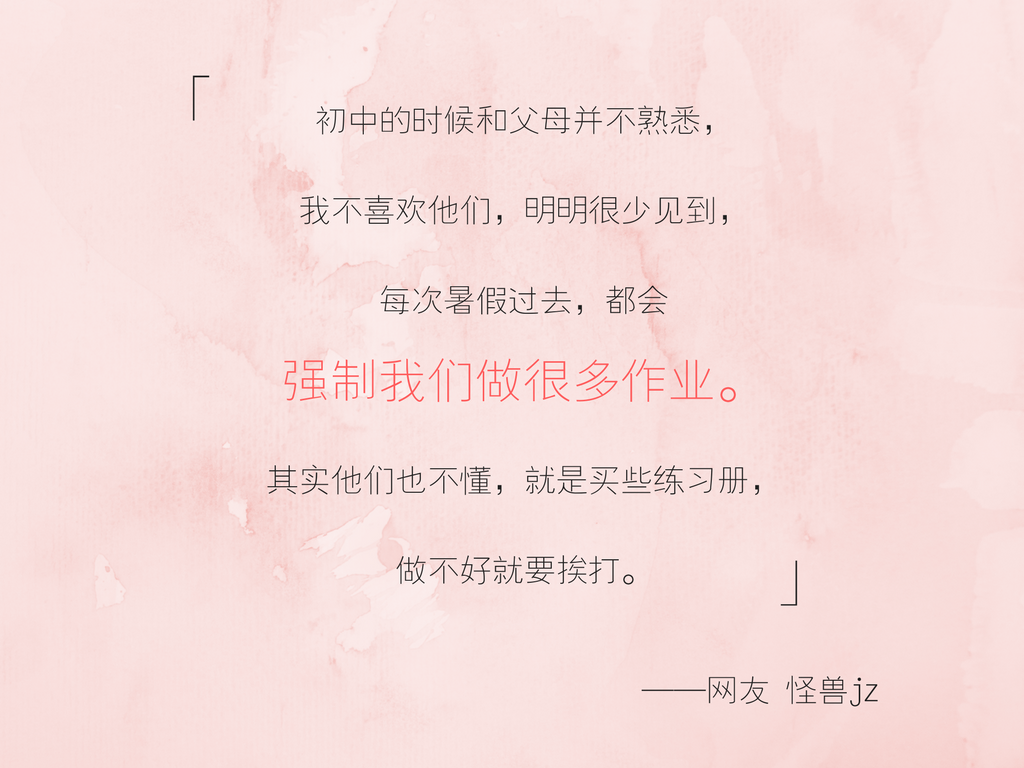 「
初中的时候和父母并不熟悉，
我不喜欢他们，明明很少见到，
每次暑假过去，都会
强制我们做很多作业。
其实他们也不懂，就是买些练习册，
做不好就要挨打。
」
——网友 怪兽jz